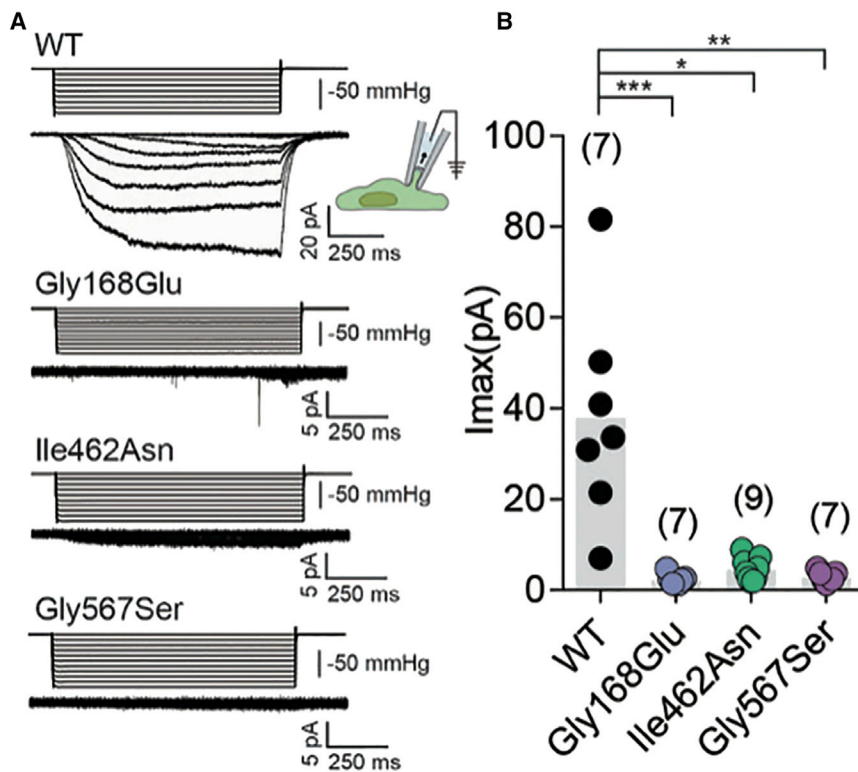 A
WT
-50 mmHg
20 pA
250 ms
Gly168Glu
-50 mmHg
5 pA
250 ms
Ile462Asn
-50 mmHg
5 pA
250 ms
Gly567Ser
-50 mmHg
5 pA
250 ms
B
**
*
***
100
80
60
40
20
0
Imax(pA)
(7)
(7)
(9)
(7)
WT
Gly168Glu
Ile462Asn
Gly567Ser